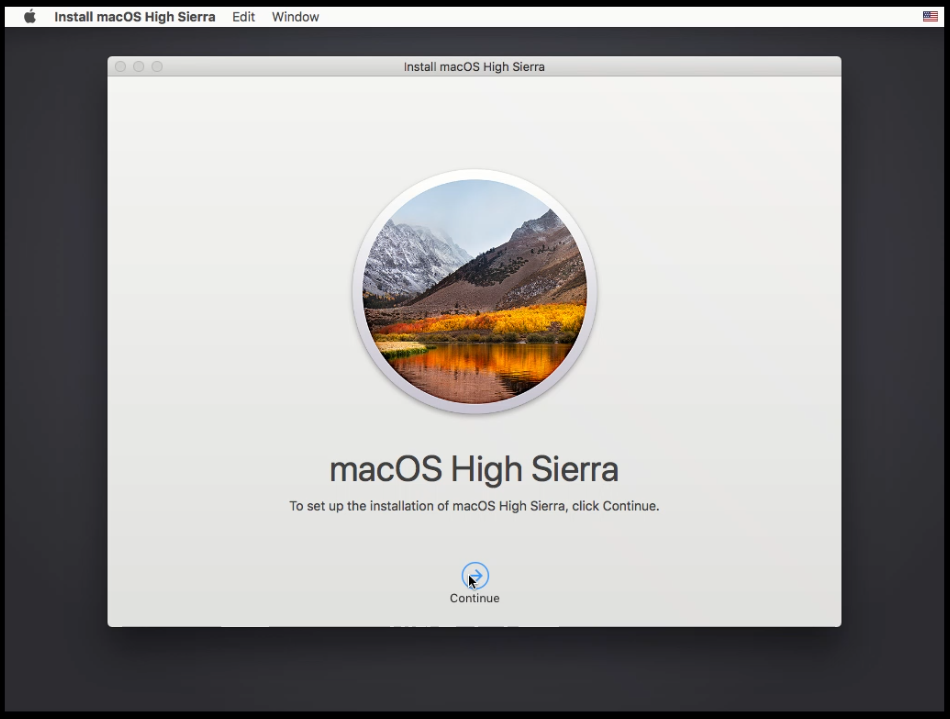 Install macOS High Sierra Edit Window
Install macOS High Sierra
macOS High Sierra
To set up the installation of macOS High Sierra, click Continue.
Continue